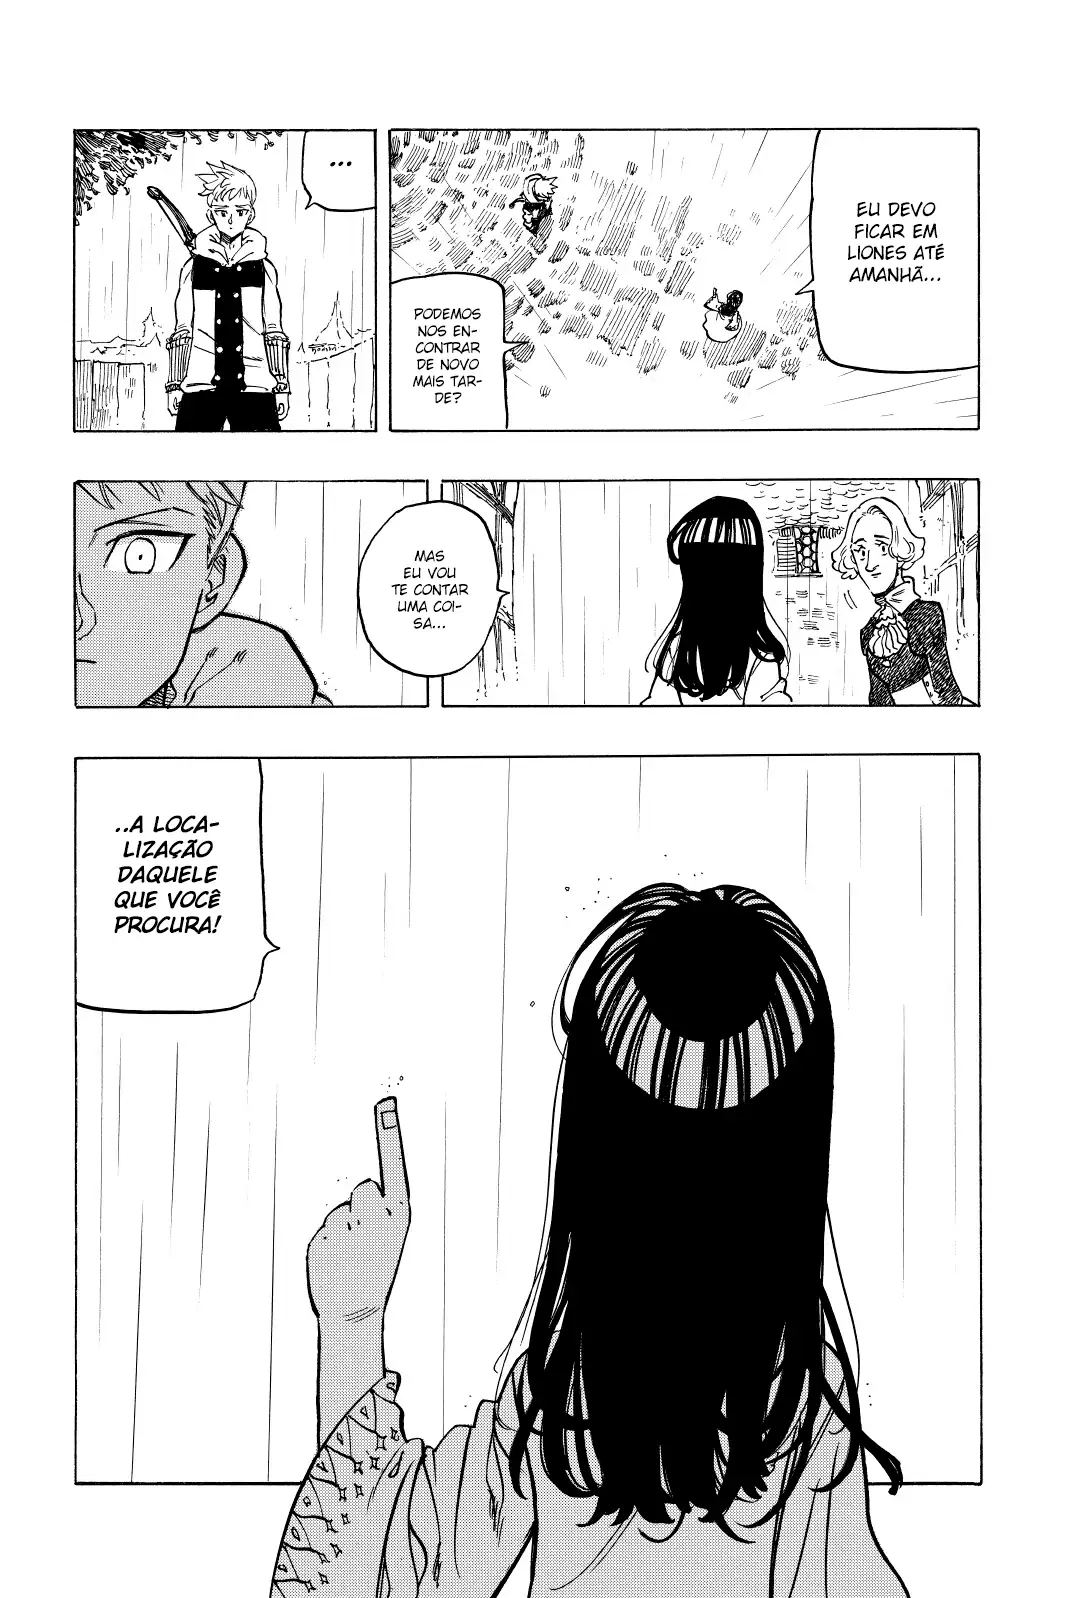 EU DEVO
FICAR EM
LIONES ATÉ
AMANHÃ...
PODEMOS
NOS EN-
CONTRAR
DE NOVO
MAIS TAR-
DE?
...
MAS
EU VOU
TE CONTAR
UMA COI-
SA...
..A LOCA-
LIZAÇÃO
DAQUELE
QUE VOCÊ
PROCURA!